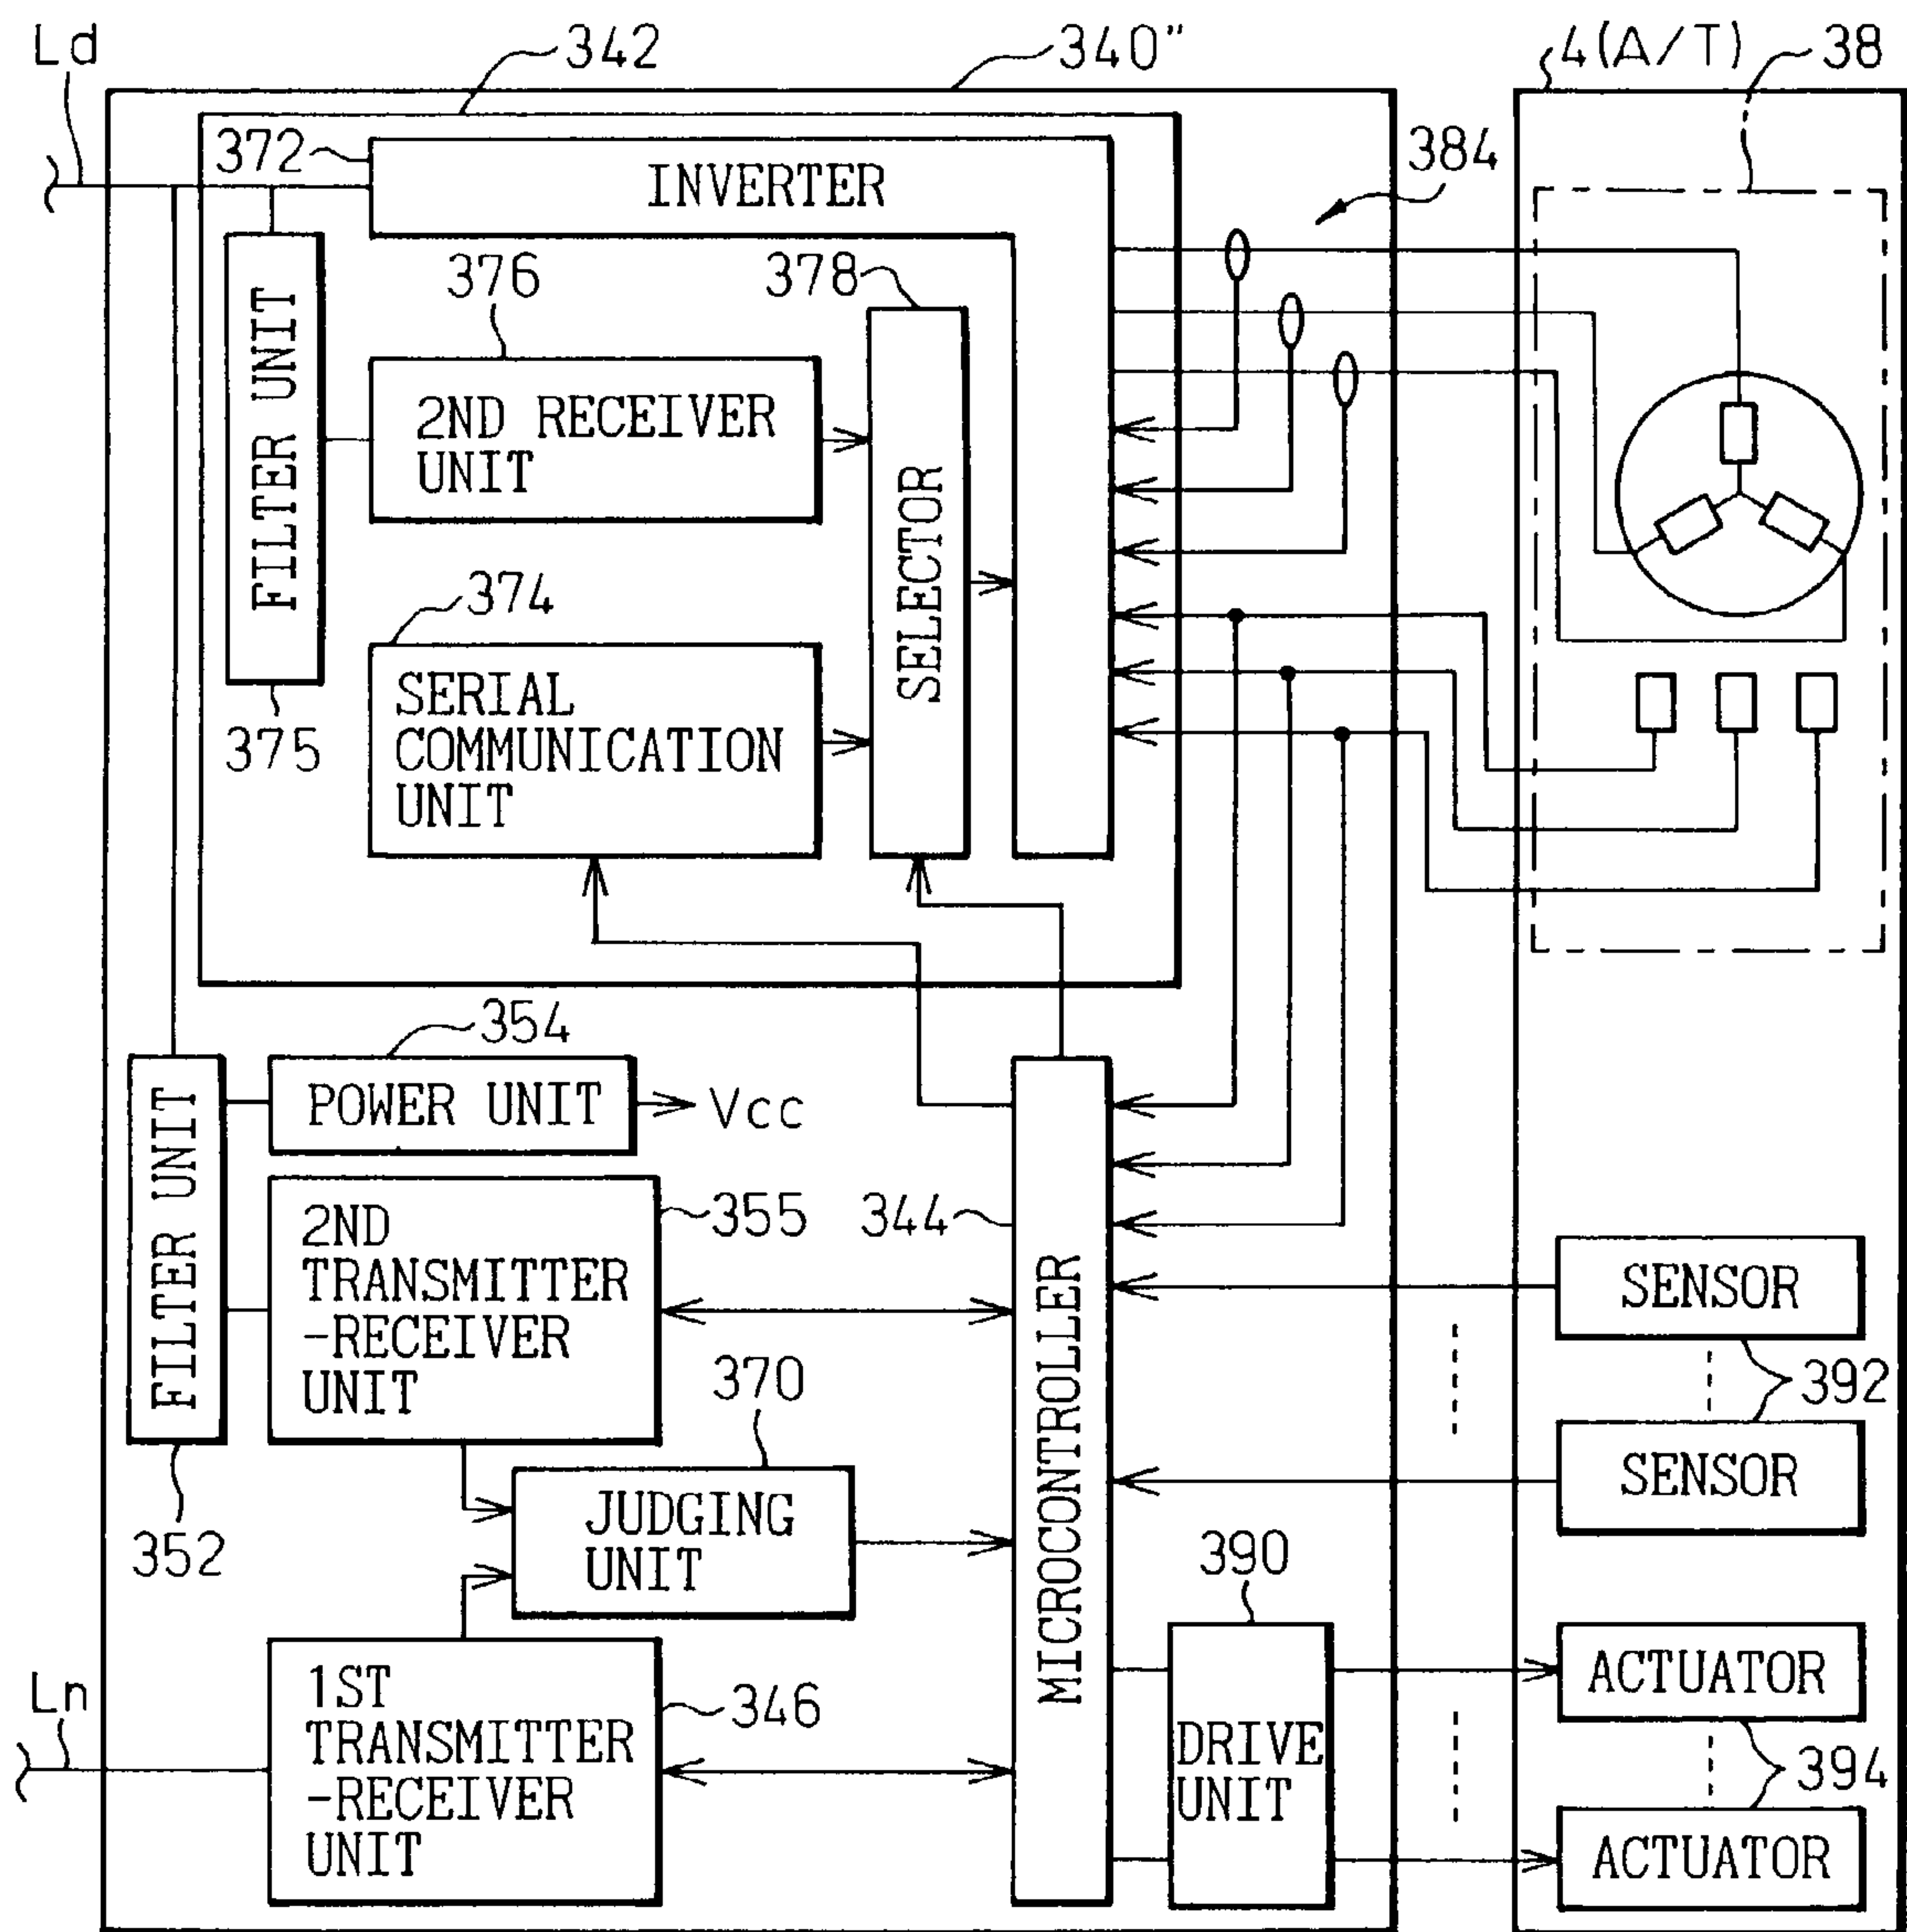 Ld
342
340"
4(A/T)
38
372
INVERTER
384
376
378
FILTER UNIT
2ND RECEIVER
UNIT
SELECTOR
374
SERIAL
COMMUNICATION
UNIT
375
354
POWER UNIT
Vcc
FILTER UNIT
2ND
TRANSMITTER
-RECEIVER
UNIT
355
344
MICROCONTROLLER
SENSOR
392
SENSOR
370
JUDGING
UNIT
352
390
Ln
1ST
TRANSMITTER
-RECEIVER
UNIT
346
DRIVE
UNIT
ACTUATOR
394
ACTUATOR